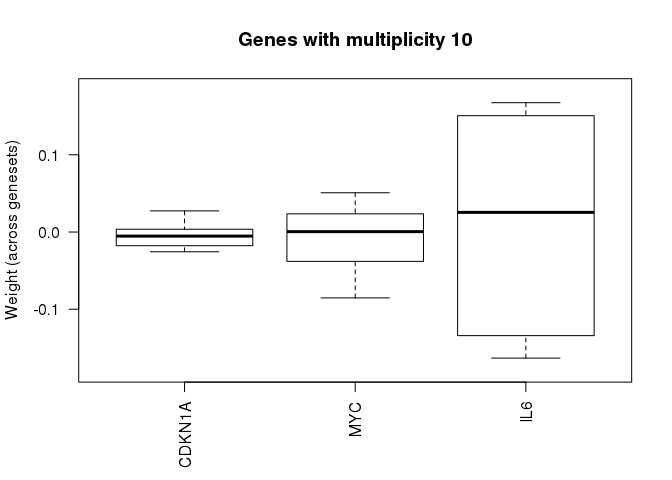 Genes with multiplicity 10
Weight (across genesets)
0.1
0.0
-0.1
CDKN1A
MYC
IL6